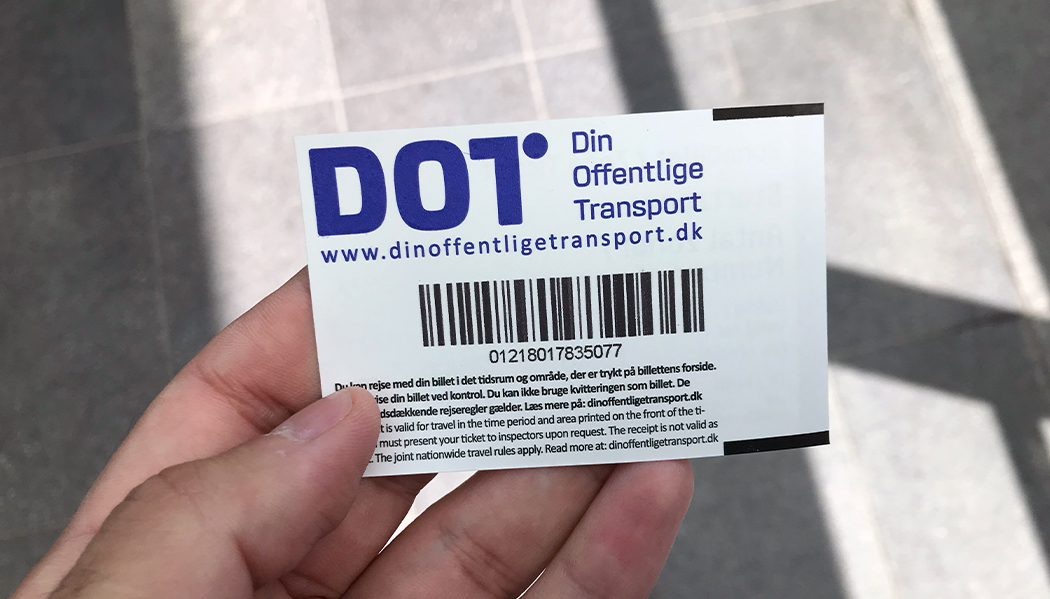 DOT
Din
Offentlige
Transport
www.dinoffentligetransport.dk
01218017835077
Du kan rejse med din billet i det tidsrum og område, der er trykt på billettens forside.
din billet ved kontrol. Du kan ikke bruge kvitteringen som billet. De
rejseregler gælder. Læs mere på: dinoffentligetransport.dk
is valid for travel in the time period and area printed on the front of the ti-
must present your ticket to inspectors upon request. The receipt is not valid as
The joint nationwide travel rules apply. Read more at: dinoffentligetransport.dk